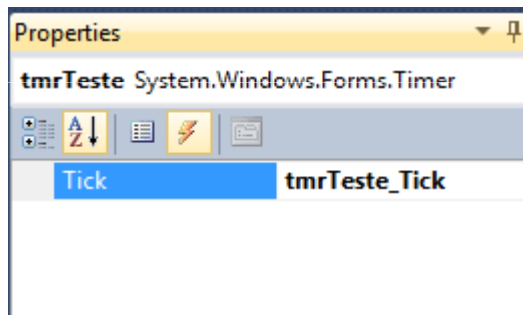 Properties
tmrTeste System.Windows.Forms.Timer
A
Z
Tick tmrTeste_Tick